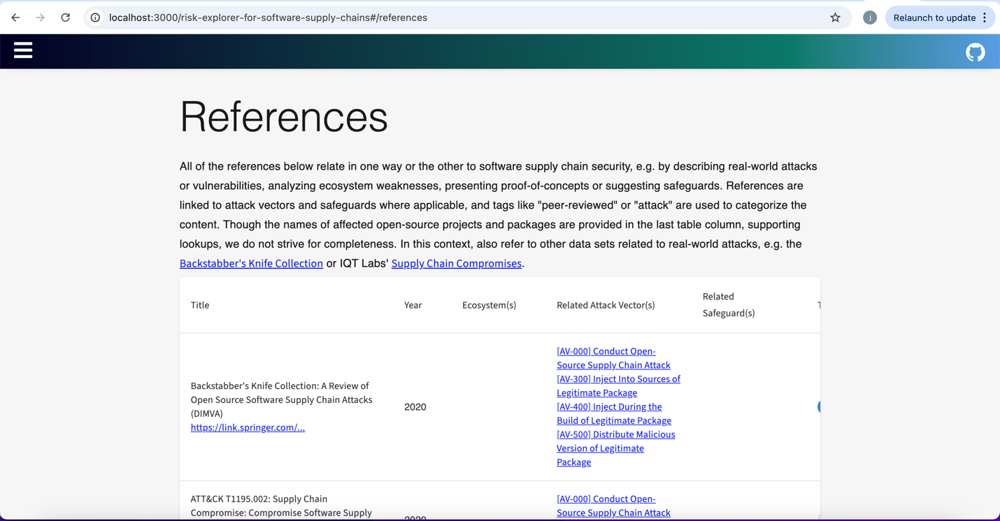 localhost:3000/risk-explorer-for-software-supply-chains#/references
j
Relaunch to update
References
All of the references below relate in one way or the other to software supply chain security, e.g. by describing real-world attacks
or vulnerabilities, analyzing ecosystem weaknesses, presenting proof-of-concepts or suggesting safeguards. References are
linked to attack vectors and safeguards where applicable, and tags like "peer-reviewed" or "attack" are used to categorize the
content. Though the names of affected open-source projects and packages are provided in the last table column, supporting
lookups, we do not strive for completeness. In this context, also refer to other data sets related to real-world attacks, e.g. the
Backstabber's Knife Collection or IQT Labs' Supply Chain Compromises.
Title
Year
Ecosystem(s)
Related Attack Vector(s)
Related
Safeguard(s)
Backstabber's Knife Collection: A Review of
Open Source Software Supply Chain Attacks
(DIMVA)
https://link.springer.com/...
2020
[AV-000] Conduct Open-
Source Supply Chain Attack
[AV-300] Inject Into Sources of
Legitimate Package
[AV-400] Inject During the
Build of Legitimate Package
[AV-500] Distribute Malicious
Version of Legitimate
Package
ATT&CK T1195.002: Supply Chain
Compromise: Compromise Software Supply
[AV-000] Conduct Open-
Source Supply Chain Attack